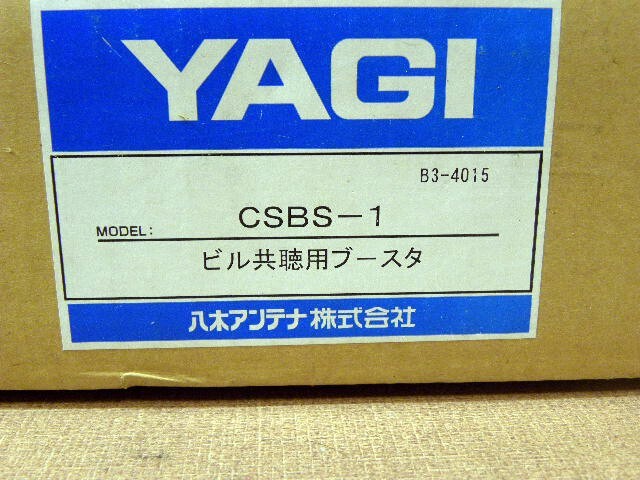 YAGI
B3-4015
MODEL: CSBS-1
ビル共聴用ブースタ
八木アンテナ株式会社